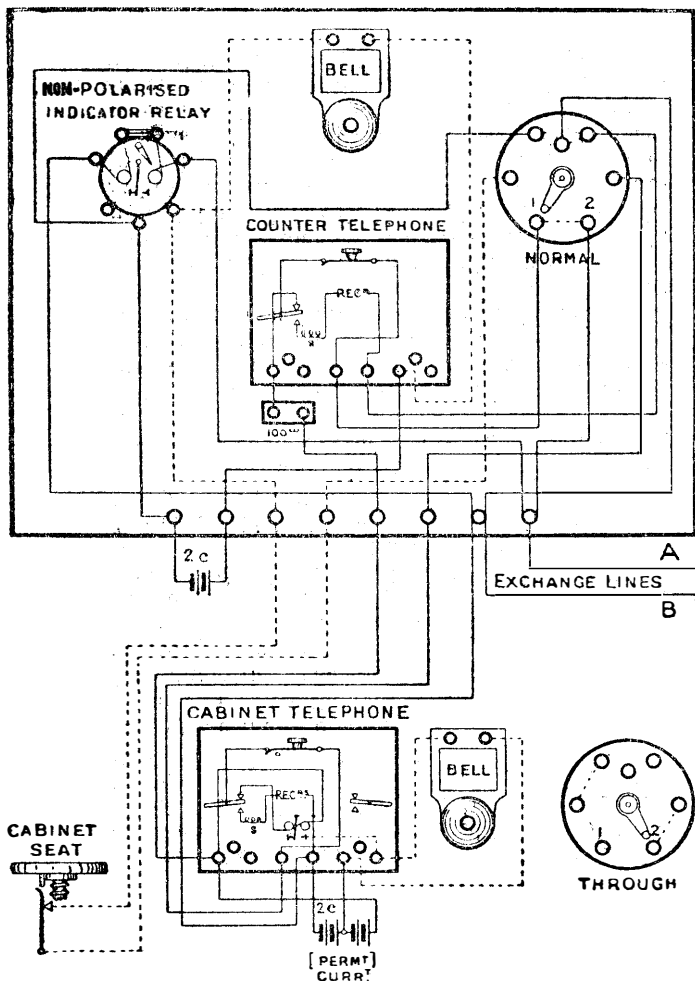 BELL
NON-POLARISED
INDICATOR RELAY
COUNTER TELEPHONE
1 2
NORMAL
RECR
100ω
2 C
A
EXCHANGE LINES
B
CABINET TELEPHONE
RECRS
S
BELL
CABINET
SEAT
1 2
THROUGH
2 C
[PERMT]
CURRT